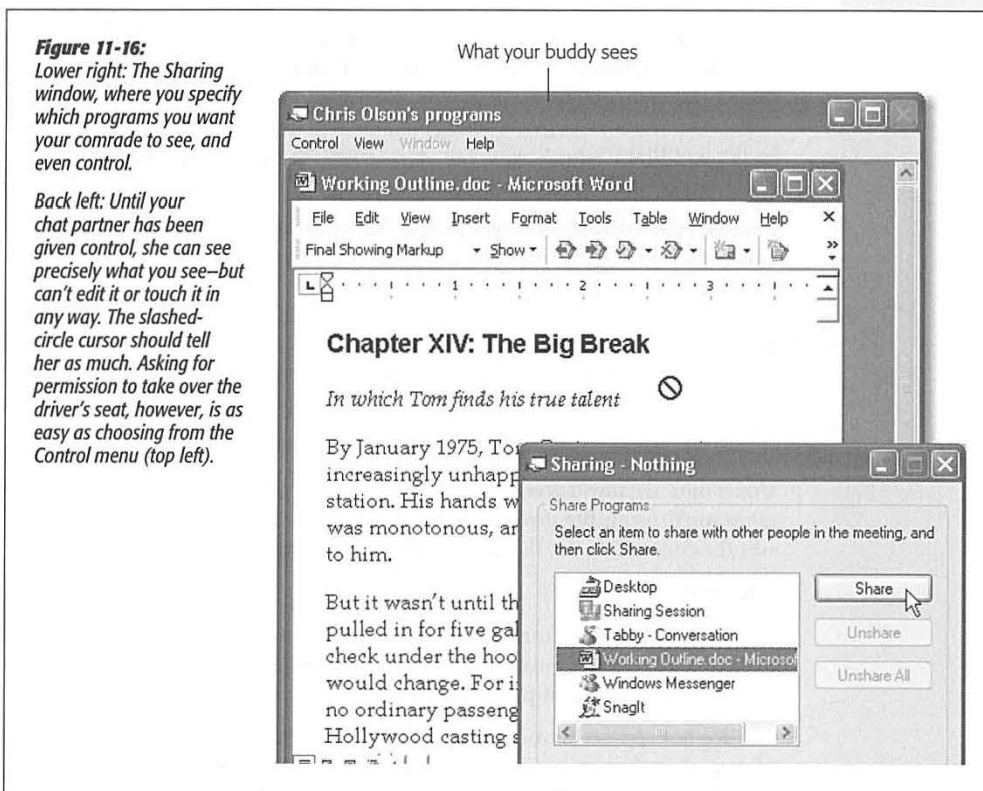 Figure 11-16:
Lower right: The Sharing
window, where you specify
which programs you want
your comrade to see, and
even control.
Back left: Until your
chat partner has been
given control, she can see
precisely what you see—but
can't edit it or touch it in
any way. The slashed-
circle cursor should tell
her as much. Asking for
permission to take over the
driver's seat, however, is as
easy as choosing from the
Control menu (top left).
What your buddy sees
Chris Olson's programs
Control View Window Help
Working Outline.doc - Microsoft Word
File Edit View Insert Format Tools Table Window Help
Final Showing Markup Show
1 2 3
Chapter XIV: The Big Break
In which Tom finds his true talent
By January 1975, Tom
increasingly unhapp
station. His hands w
was monotonous, an
to him.
But it wasn't until th
pulled in for five gal
check under the hoo
would change. For i
no ordinary passeng
Hollywood casting s
Sharing - Nothing
Share Programs
Select an item to share with other people in the meeting, and
then click Share.
Desktop
Sharing Session
Tabby - Conversation
Working Outline.doc - Microsof
Windows Messenger
SnagIt
Share
Unshare
Unshare All